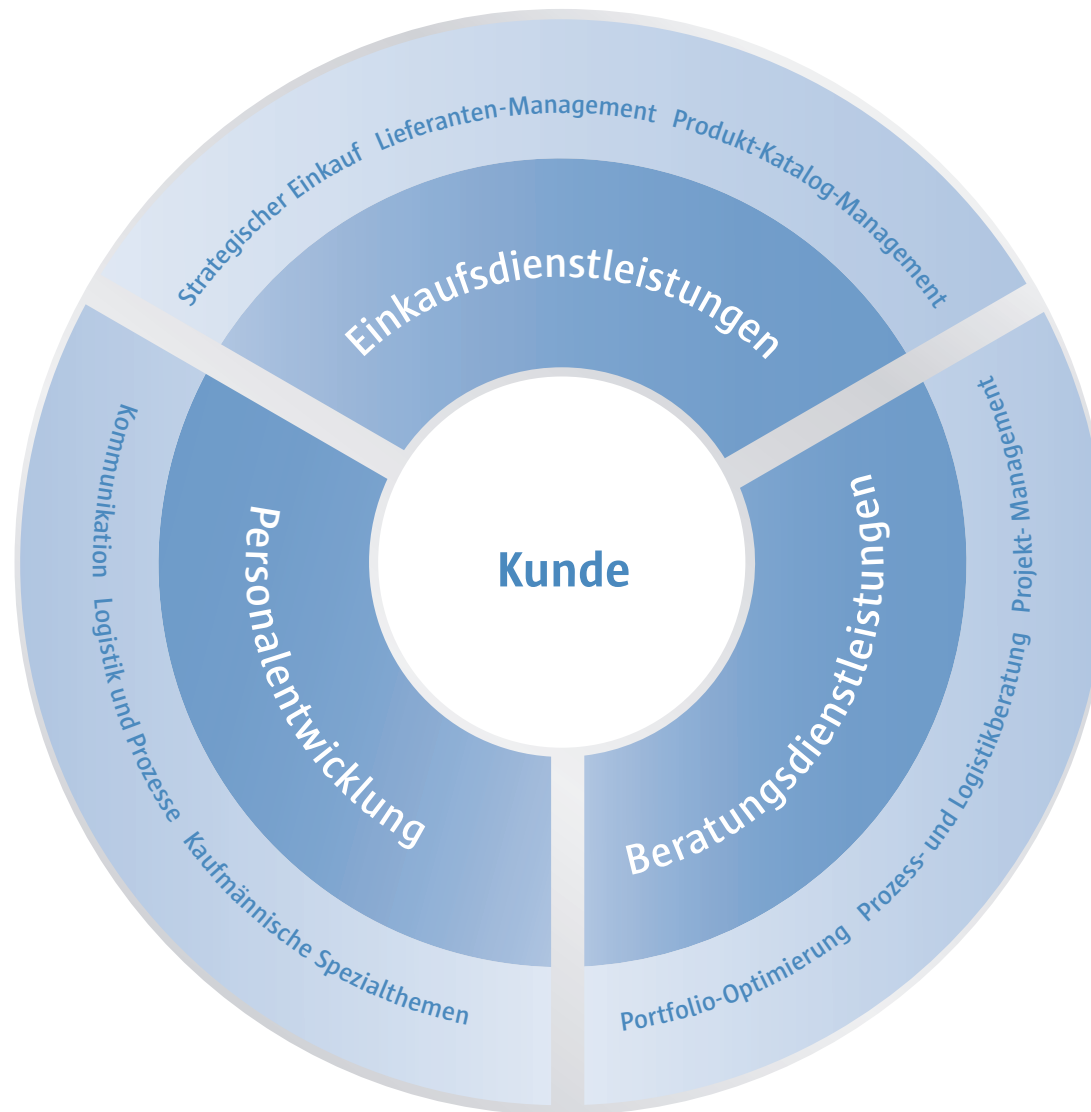 Strategischer Einkauf
Lieferanten-Management
Produkt-Katalog-Management
Einkaufsdienstleistungen
Kommunikation
Logistik und Prozesse
Kaufmännische Spezialthemen
Personalentwicklung
Kunde
Beratungsdienstleistungen
Portfolio-Optimierung
Prozess- und Logistikberatung
Projekt- Management